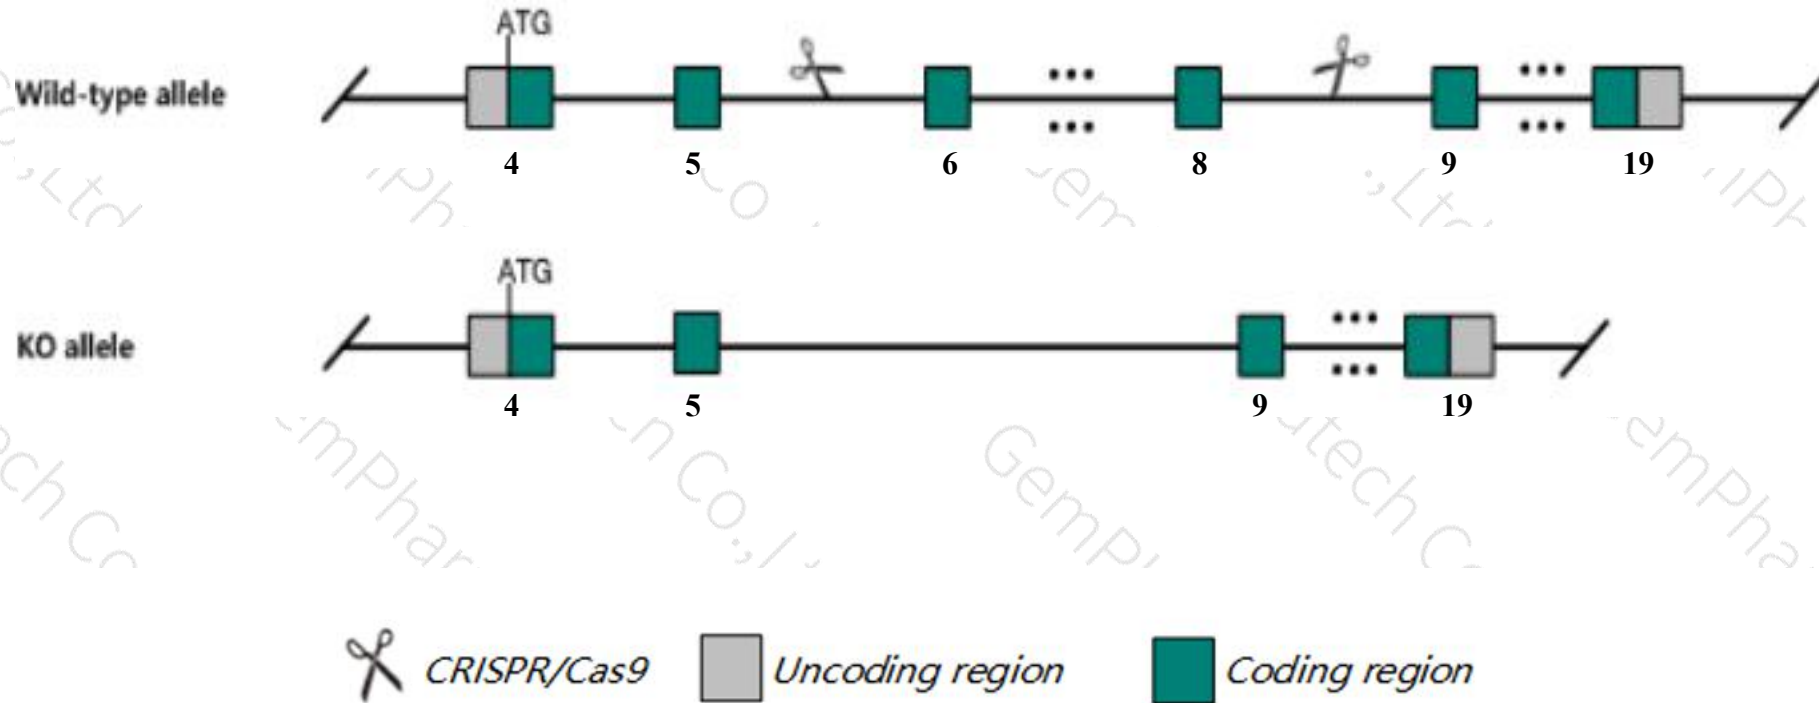 ATG
Wild-type allele
4 5 6 8 9 19
ATG
KO allele
4 5 9 19
CRISPR/Cas9 Uncoding region Coding region